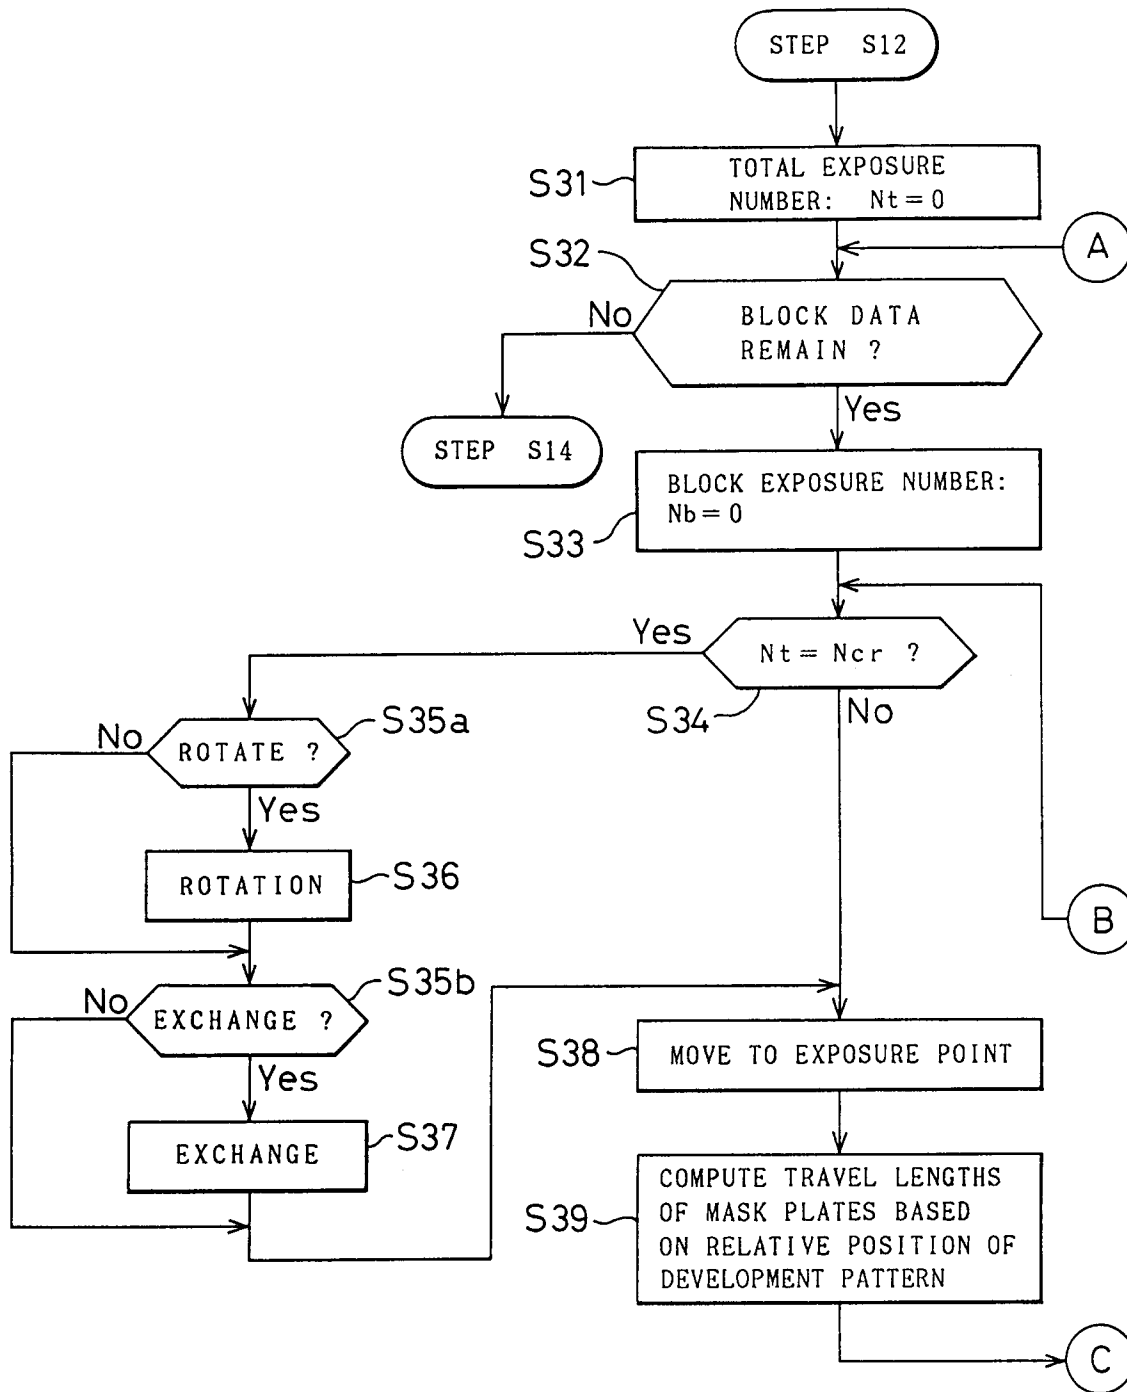 STEP S12
S31
TOTAL EXPOSURE
NUMBER: Nt=0
A
S32
No
BLOCK DATA
REMAIN ?
Yes
STEP S14
BLOCK EXPOSURE NUMBER:
Nb=0
S33
Yes
Nt=Ncr ?
S34
No
No
S35a
ROTATE ?
Yes
ROTATION
S36
B
No
S35b
EXCHANGE ?
Yes
S38
MOVE TO EXPOSURE POINT
EXCHANGE
S37
S39
COMPUTE TRAVEL LENGTHS
OF MASK PLATES BASED
ON RELATIVE POSITION OF
DEVELOPMENT PATTERN
C